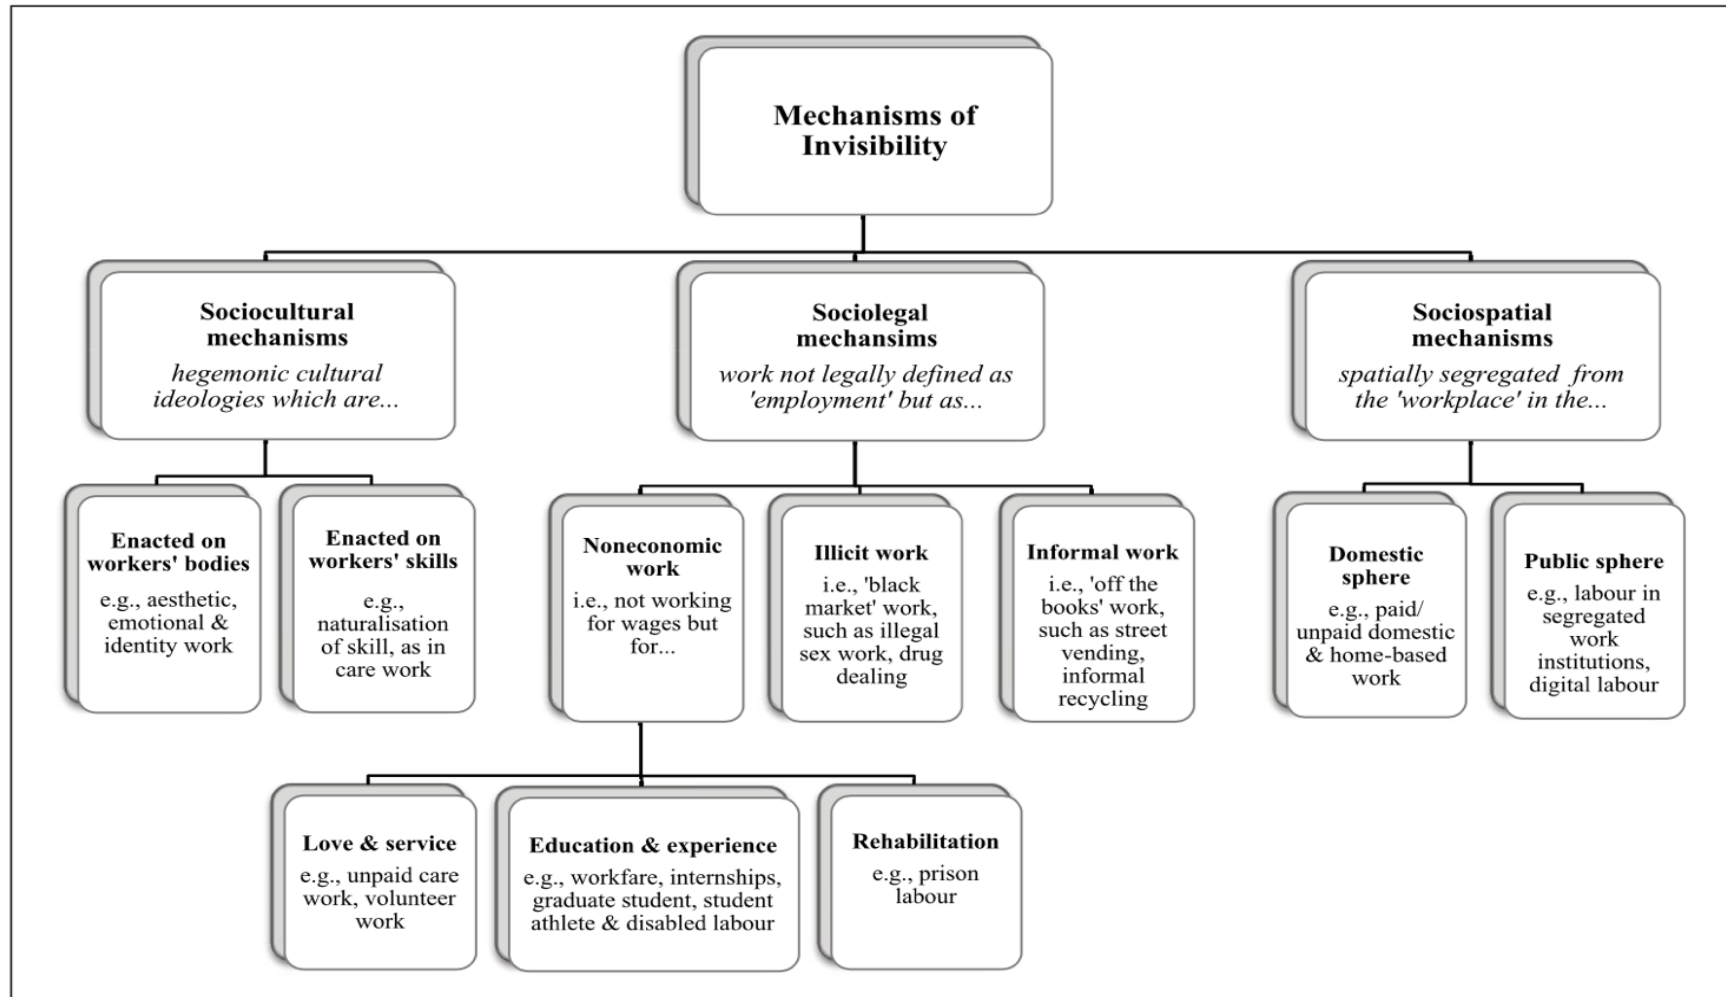 Mechanisms of
Invisibility
Sociocultural
mechanisms
hegemonic cultural
ideologies which are...
Sociolegal
mechansims
work not legally defined as
'employment' but as...
Sociospatial
mechanisms
spatially segregated from
the 'workplace' in the...
Enacted on
workers' bodies
e.g., aesthetic,
emotional &
identity work
Enacted on
workers' skills
e.g.,
naturalisation
of skill, as in
care work
Noneconomic
work
i.e., not working
for wages but
for...
Illicit work
i.e., 'black
market' work,
such as illegal
sex work, drug
dealing
Informal work
i.e., 'off the
books' work,
such as street
vending,
informal
recycling
Domestic
sphere
e.g., paid/
unpaid domestic
& home-based
work
Public sphere
e.g., labour in
segregated
work
institutions,
digital labour
Love & service
e.g., unpaid care
work, volunteer
work
Education & experience
e.g., workfare, internships,
graduate student, student
athlete & disabled labour
Rehabilitation
e.g., prison
labour